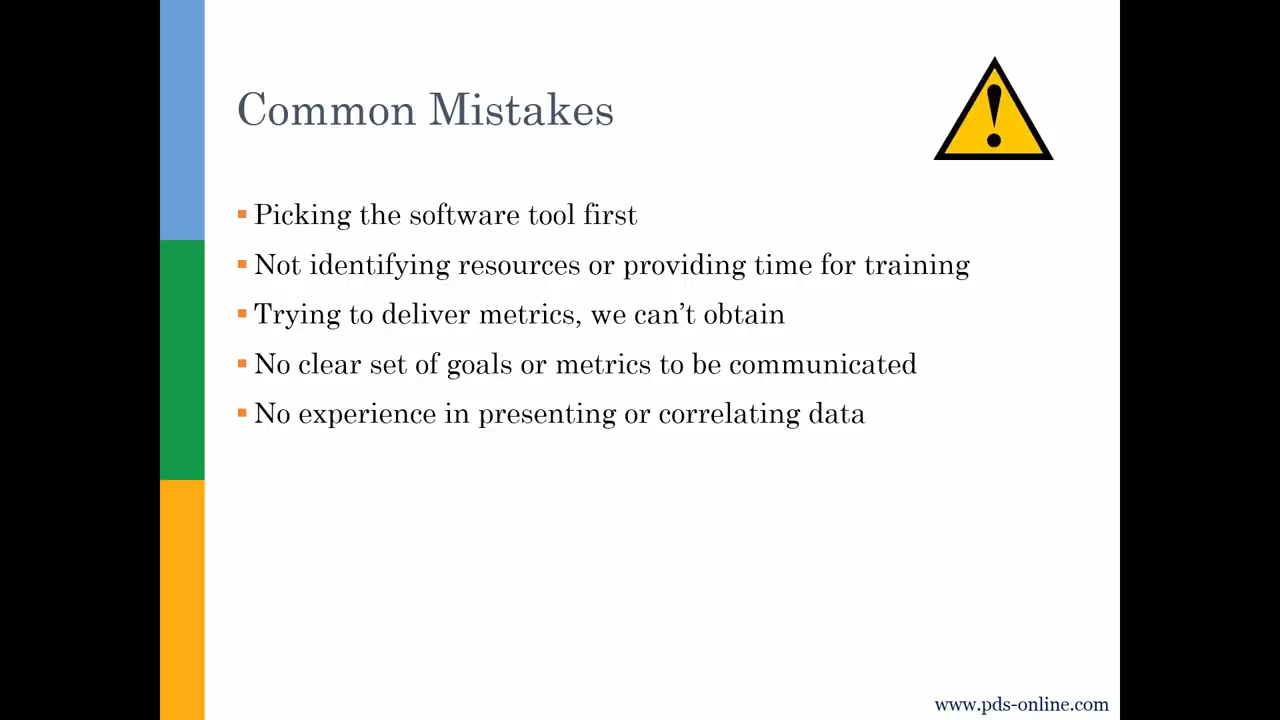 Common Mistakes
Picking the software tool first
Not identifying resources or providing time for training
Trying to deliver metrics, we can’t obtain
No clear set of goals or metrics to be communicated
No experience in presenting or correlating data
www.pds-online.com